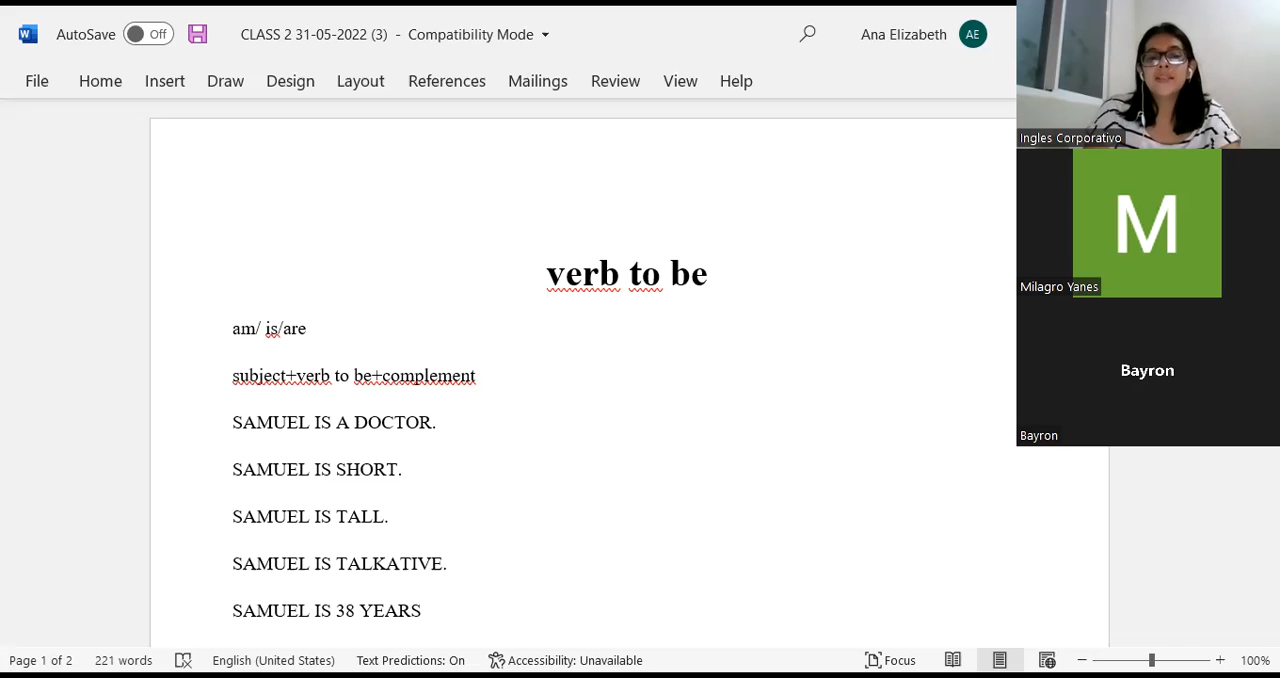 AutoSave Off CLASS 2 31-05-2022 (3) - Compatibility Mode Ana Elizabeth AE
File Home Insert Draw Design Layout References Mailings Review View Help
Ingles Corporativo
M
Milagro Yanes
Bayron
Bayron
verb to be
am/ is/are
subject+verb to be+complement
SAMUEL IS A DOCTOR.
SAMUEL IS SHORT.
SAMUEL IS TALL.
SAMUEL IS TALKATIVE.
SAMUEL IS 38 YEARS
Page 1 of 2 221 words English (United States) Text Predictions: On Accessibility: Unavailable Focus 100%